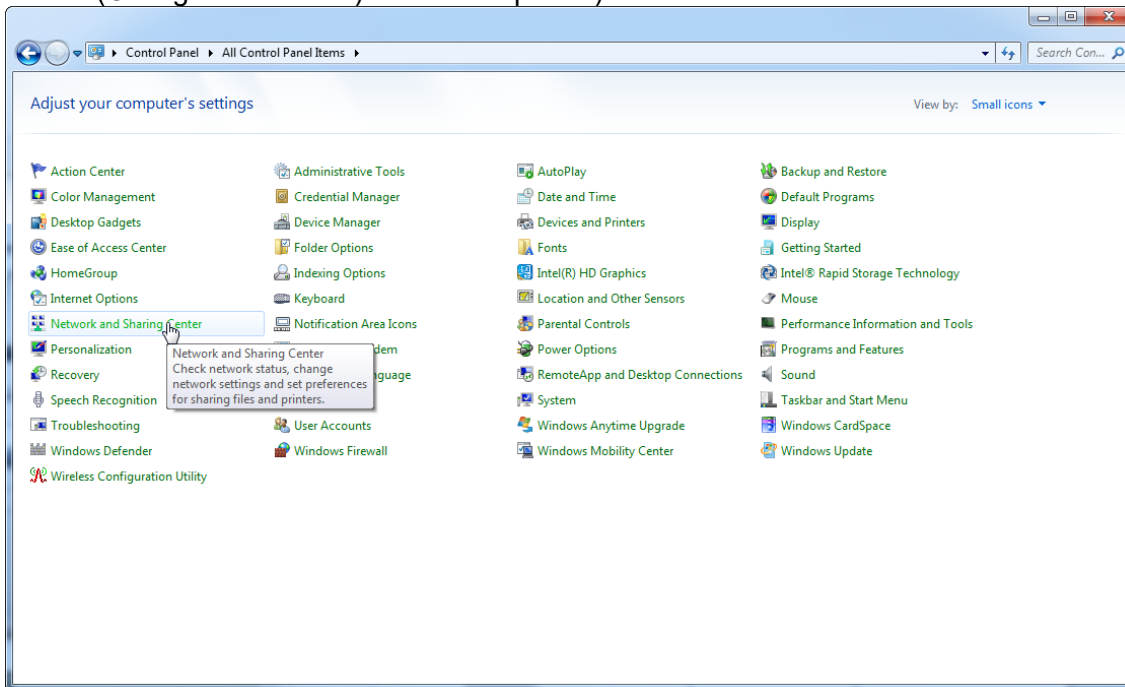 Control Panel All Control Panel Items
Search Con...
Adjust your computer's settings
View by: Small icons
Action Center Administrative Tools AutoPlay Backup and Restore
Color Management Credential Manager Date and Time Default Programs
Desktop Gadgets Device Manager Devices and Printers Display
Ease of Access Center Folder Options Fonts Getting Started
HomeGroup Indexing Options Intel(R) HD Graphics Intel® Rapid Storage Technology
Internet Options Keyboard Location and Other Sensors Mouse
Network and Sharing Center Notification Area Icons Parental Controls Performance Information and Tools
Personalization dem Power Options Programs and Features
Recovery nguage RemoteApp and Desktop Connections Sound
Speech Recognition System Taskbar and Start Menu
Network and Sharing Center
Check network status, change
network settings and set preferences
for sharing files and printers.
Troubleshooting User Accounts Windows Anytime Upgrade Windows CardSpace
Windows Defender Windows Firewall Windows Mobility Center Windows Update
Wireless Configuration Utility